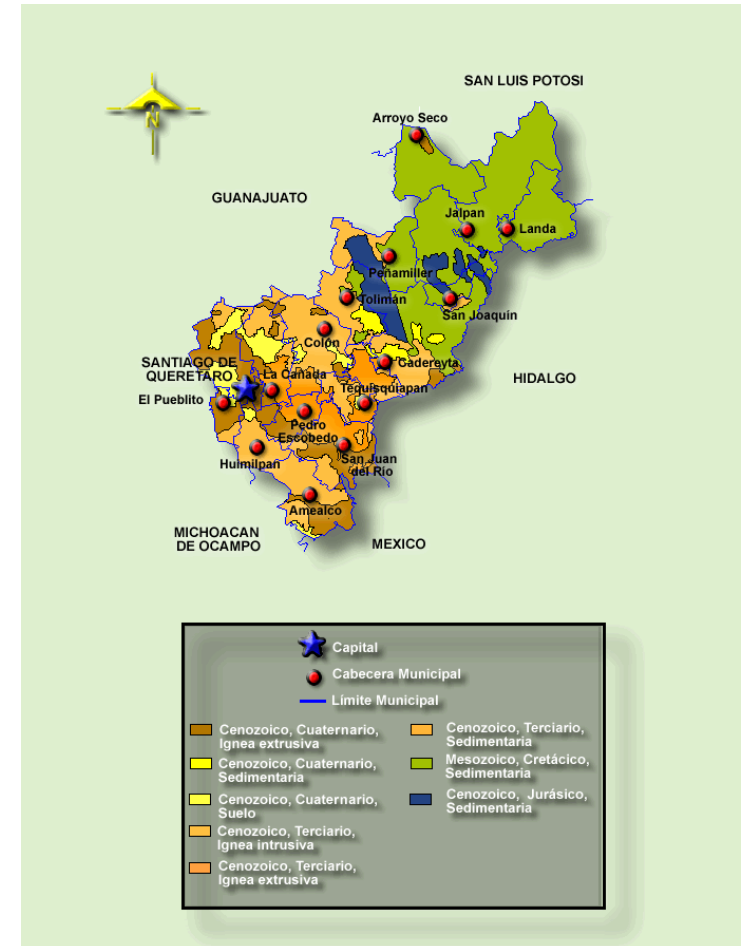 SAN LUIS POTOSI
Arroyo Seco
N
GUANAJUATO
Jalpan
Landa
Peñamiller
Tolimán
San Joaquín
Colón
SANTIAGO DE
QUERETARO
La Cañada
Cadereyta
HIDALGO
Tequisquiapan
El Pueblito
Pedro
Escobedo
Huimilpan
San Juan
del Río
Amealco
MICHOACAN
DE OCAMPO
MEXICO
Capital
Cabecera Municipal
Límite Municipal
Cenozoico, Cuaternario,
Ignea extrusiva
Cenozoico, Cuaternario,
Sedimentaria
Cenozoico, Cuaternario,
Suelo
Cenozoico, Terciario,
Ignea intrusiva
Cenozoico, Terciario,
Ignea extrusiva
Cenozoico, Terciario,
Sedimentaria
Mesozoico, Cretácico,
Sedimentaria
Cenozoico, Jurásico,
Sedimentaria